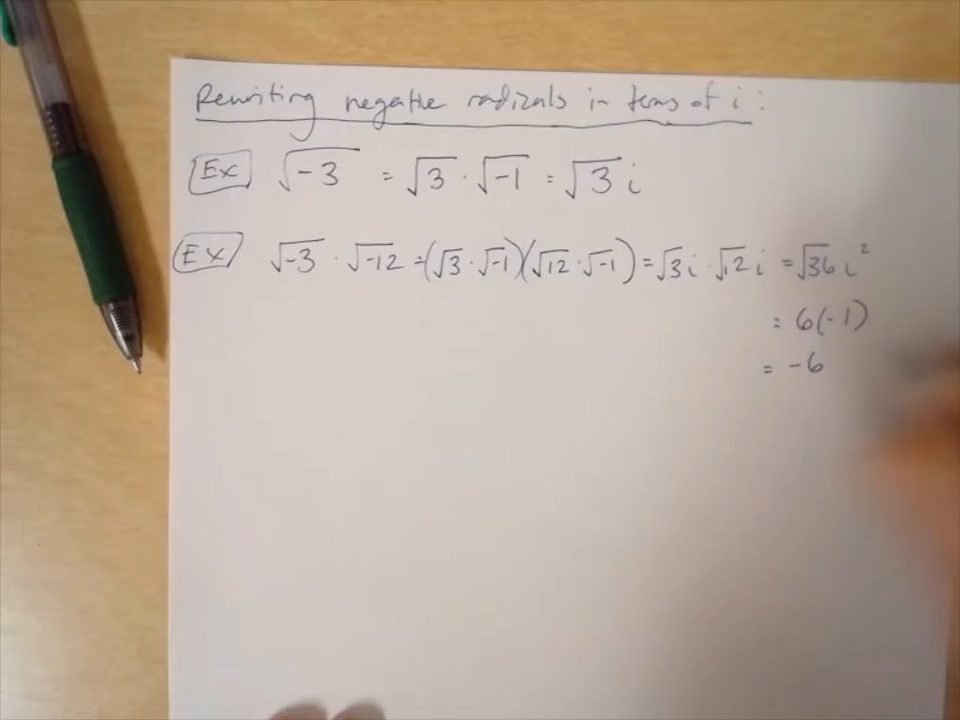 Rewriting negative radicals in terms of i :
Ex √-3 = √3 · √-1 = √3 i
Ex √-3 · √-12 = (√3 · √-1)(√12 · √-1) = √3 i · √12 i = √36 i²
= 6(-1)
= -6